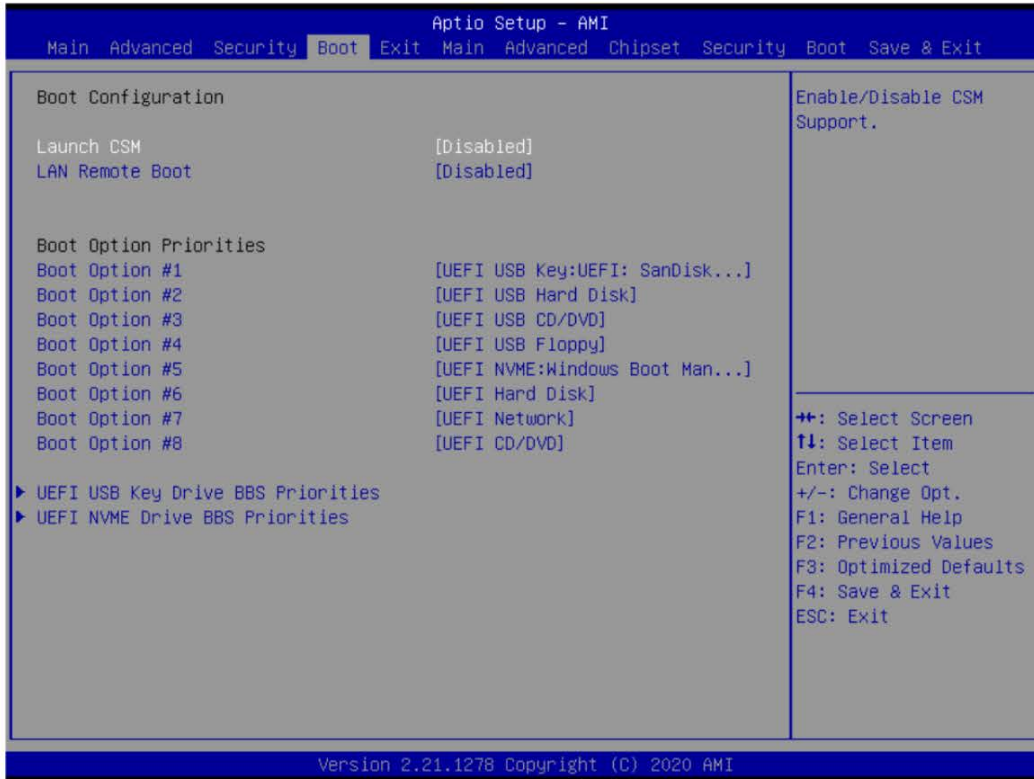 Aptio Setup – AMI
Main Advanced Security Boot Exit Main Advanced Chipset Security Boot Save & Exit
Boot Configuration
Launch CSM [Disabled]
LAN Remote Boot [Disabled]
Boot Option Priorities
Boot Option #1 [UEFI USB Key:UEFI: SanDisk...]
Boot Option #2 [UEFI USB Hard Disk]
Boot Option #3 [UEFI USB CD/DVD]
Boot Option #4 [UEFI USB Floppy]
Boot Option #5 [UEFI NVME:Windows Boot Man...]
Boot Option #6 [UEFI Hard Disk]
Boot Option #7 [UEFI Network]
Boot Option #8 [UEFI CD/DVD]
UEFI USB Key Drive BBS Priorities
UEFI NVME Drive BBS Priorities
Enable/Disable CSM
Support.
→←: Select Screen
↑↓: Select Item
Enter: Select
+/-: Change Opt.
F1: General Help
F2: Previous Values
F3: Optimized Defaults
F4: Save & Exit
ESC: Exit
Version 2.21.1278 Copyright (C) 2020 AMI